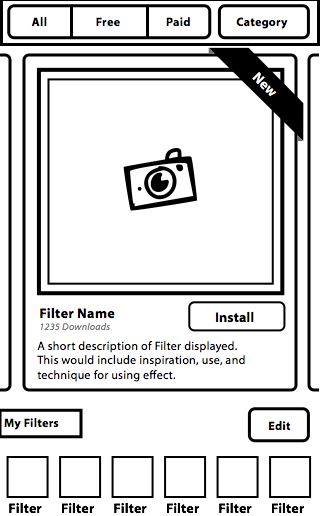 All Free Paid Category
New
Filter Name
1235 Downloads
Install
A short description of Filter displayed.
This would include inspiration, use, and
technique for using effect.
My Filters
Edit
Filter Filter Filter Filter Filter Filter